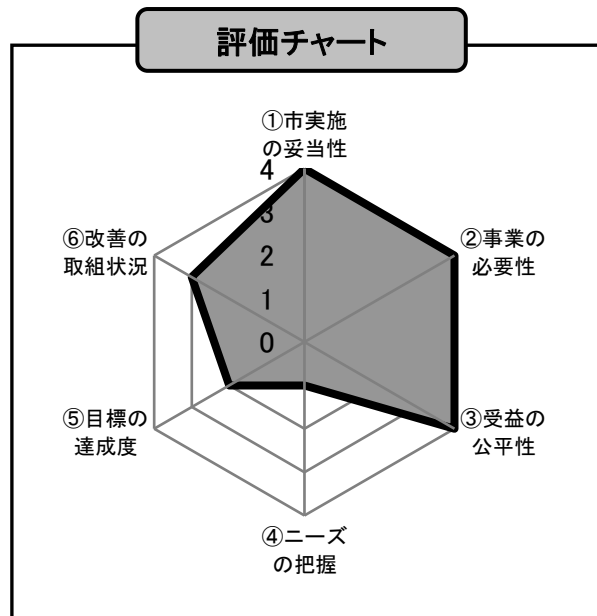 評価チャート
①市実施
の妥当性
4
3
2
1
0
②事業の
必要性
③受益の
公平性
④ニーズ
の把握
⑤目標の
達成度
⑥改善の
取組状況